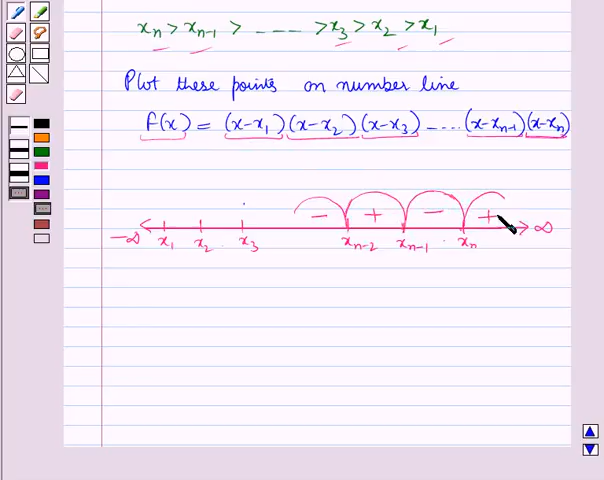 xₙ > xₙ₋₁ > ----- > x₃ > x₂ > x₁
Plot these points on number line
f(x) = (x-x₁) (x-x₂) (x-x₃) ---.. (x-xₙ₋₁) (x-xₙ)
− + − +
-∞ x₁ x₂ x₃ xₙ₋₂ xₙ₋₁ xₙ ∞